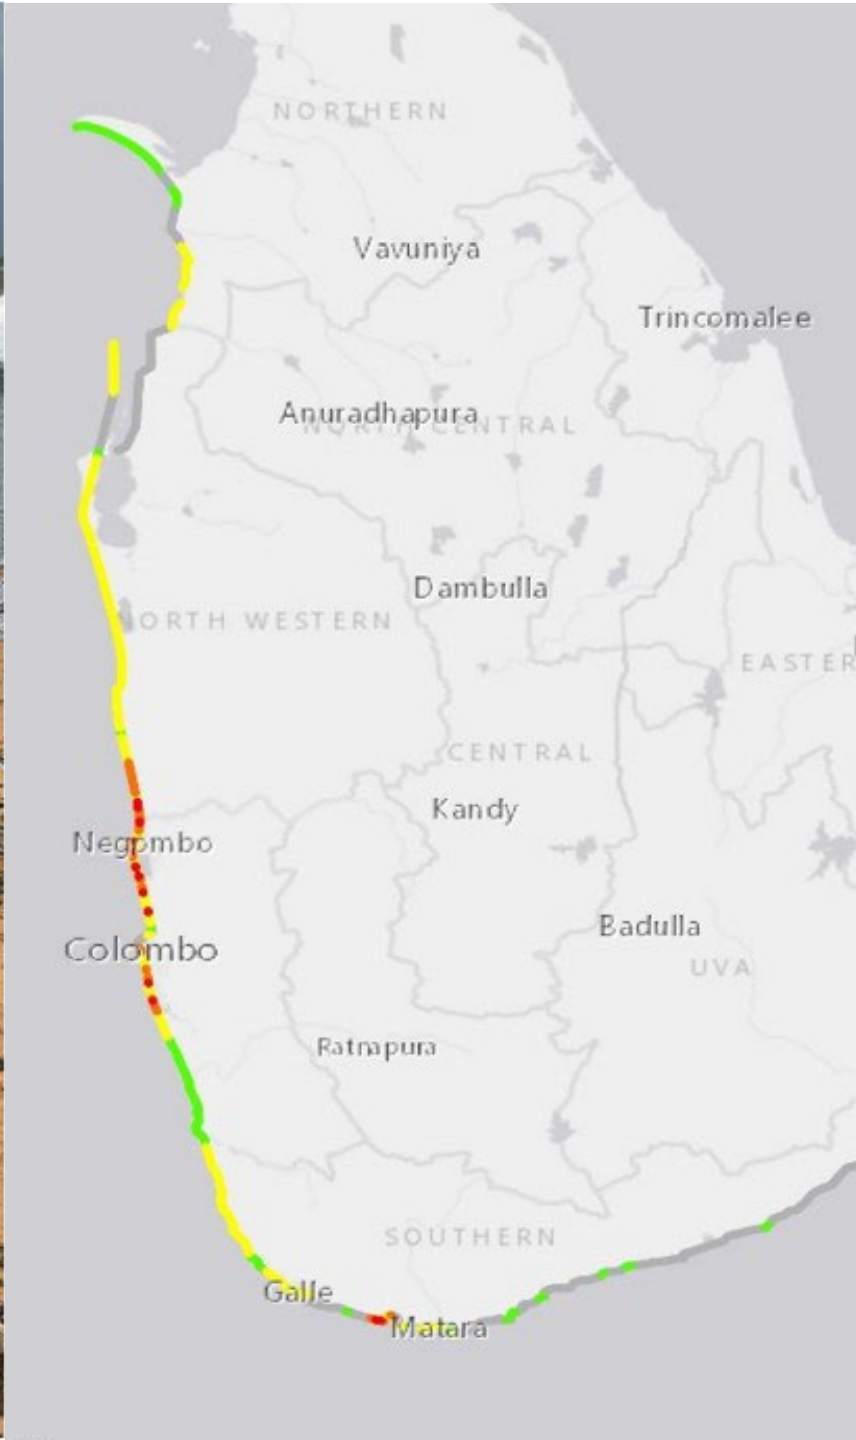 NORTHERN
Vavuniya
Trincomalee
Anuradhapura
NORTH CENTRAL
Dambulla
NORTH WESTERN
EASTER
CENTRAL
Kandy
Negombo
Badulla
Colombo
UVA
Ratnapura
SOUTHERN
Galle
Matara